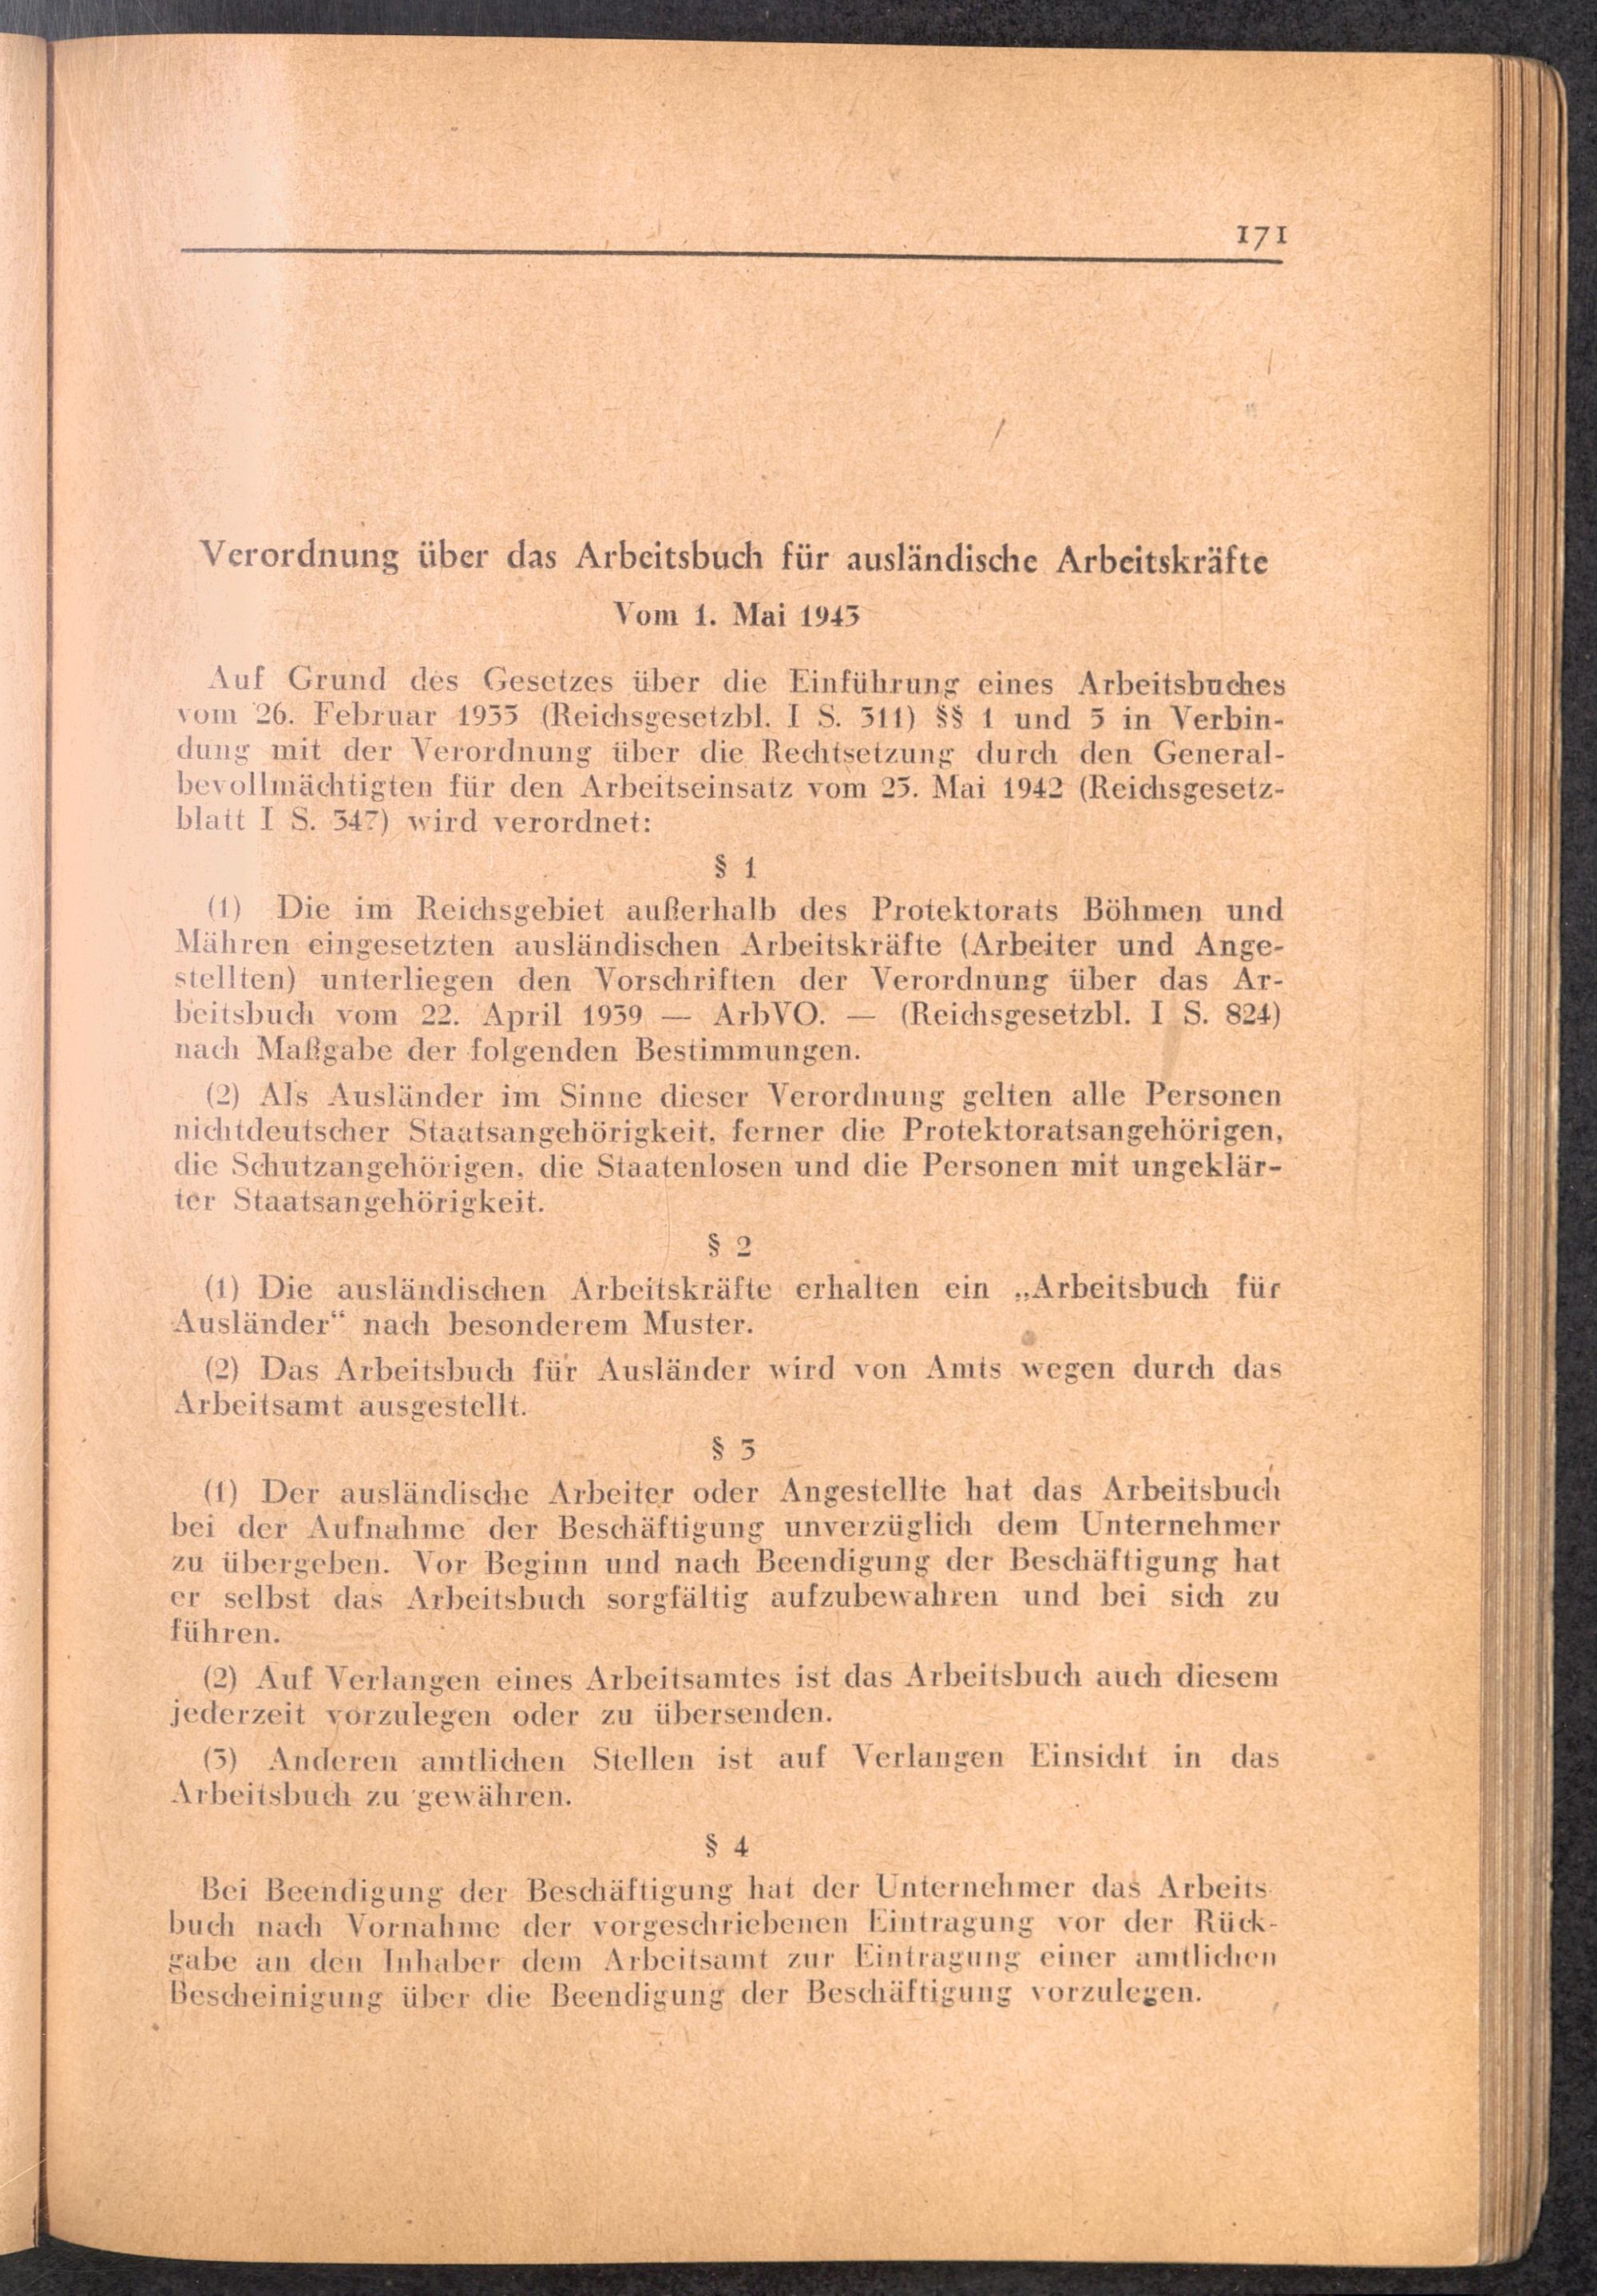 171
Verordnung über das Arbeitsbuch für ausländische Arbeitskräfte
Vom 1. Mai 1943
Auf Grund des Gesetzes über die Einführung eines Arbeitsbuches
vom 26. Februar 1935 (Reichsgesetzbl. I S. 311) §§ 1 und 5 in Verbin-
dung mit der Verordnung über die Rechtsetzung durch den General-
bevollmächtigten für den Arbeitseinsatz vom 25. Mai 1942 (Reichsgesetz-
blatt I S. 347) wird verordnet:
§ 1
(1) Die im Reichsgebiet außerhalb des Protektorats Böhmen und
Mähren eingesetzten ausländischen Arbeitskräfte (Arbeiter und Ange-
stellten) unterliegen den Vorschriften der Verordnung über das Ar-
beitsbuch vom 22. April 1939 — ArbVO. — (Reichsgesetzbl. I S. 824)
nach Maßgabe der folgenden Bestimmungen.
(2) Als Ausländer im Sinne dieser Verordnung gelten alle Personen
nichtdeutscher Staatsangehörigkeit, ferner die Protektoratsangehörigen,
die Schutzangehörigen, die Staatenlosen und die Personen mit ungeklär-
ter Staatsangehörigkeit.
§ 2
(1) Die ausländischen Arbeitskräfte erhalten ein „Arbeitsbuch für
Ausländer“ nach besonderem Muster.
(2) Das Arbeitsbuch für Ausländer wird von Amts wegen durch das
Arbeitsamt ausgestellt.
§ 3
(1) Der ausländische Arbeiter oder Angestellte hat das Arbeitsbuch
bei der Aufnahme der Beschäftigung unverzüglich dem Unternehmer
zu übergeben. Vor Beginn und nach Beendigung der Beschäftigung hat
er selbst das Arbeitsbuch sorgfältig aufzubewahren und bei sich zu
führen.
(2) Auf Verlangen eines Arbeitsamtes ist das Arbeitsbuch auch diesem
jederzeit vorzulegen oder zu übersenden.
(3) Anderen amtlichen Stellen ist auf Verlangen Einsicht in das
Arbeitsbuch zu gewähren.
§ 4
Bei Beendigung der Beschäftigung hat der Unternehmer das Arbeits-
buch nach Vornahme der vorgeschriebenen Eintragung vor der Rück-
gabe an den Inhaber dem Arbeitsamt zur Eintragung einer amtlichen
Bescheinigung über die Beendigung der Beschäftigung vorzulegen.